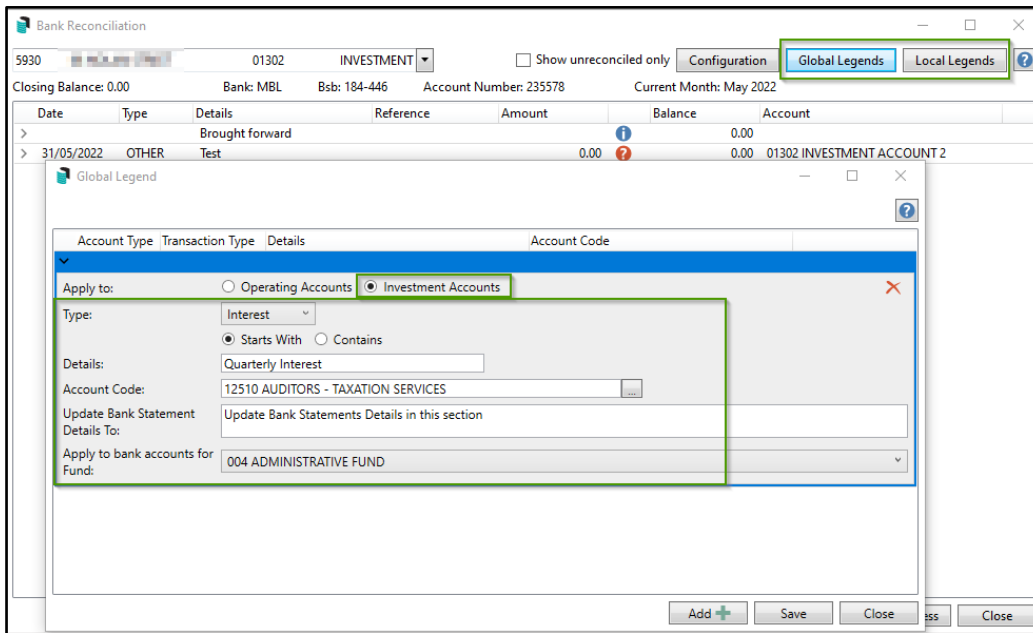 Bank Reconciliation
5930 01302 INVESTMENT Show unreconciled only Configuration Global Legends Local Legends ?
Closing Balance: 0.00 Bank: MBL Bsb: 184-446 Account Number: 235578 Current Month: May 2022
Date Type Details Reference Amount Balance Account
> Brought forward i 0.00
> 31/05/2022 OTHER Test 0.00 ? 0.00 01302 INVESTMENT ACCOUNT 2
Global Legend
?
Account Type Transaction Type Details Account Code
Apply to: Operating Accounts Investment Accounts
Type: Interest
Starts With Contains
Details: Quarterly Interest
Account Code: 12510 AUDITORS - TAXATION SERVICES ...
Update Bank Statement Details To: Update Bank Statements Details in this section
Apply to bank accounts for Fund: 004 ADMINISTRATIVE FUND
Add Save Close
ess Close